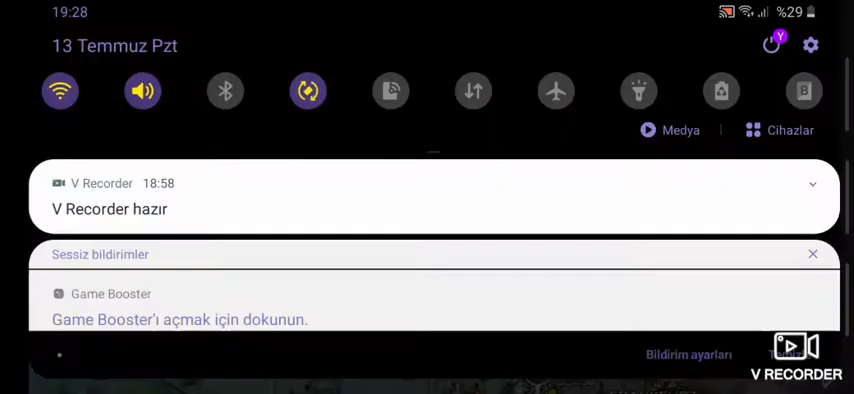 19:28
%29
13 Temmuz Pzt
Y
B
Medya
Cihazlar
V Recorder 18:58
V Recorder hazır
Sessiz bildirimler
Game Booster
Game Booster'ı açmak için dokunun.
Bildirim ayarları
V RECORDER